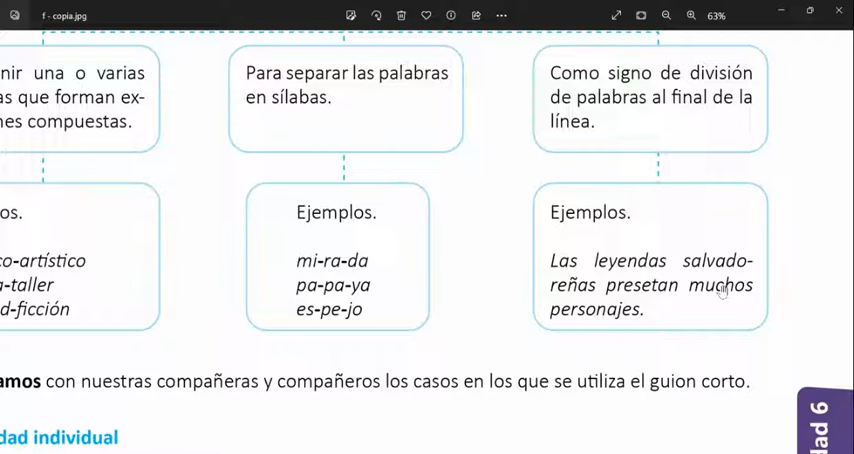 f - copia.jpg
63%
nir una o varias
as que forman ex-
nes compuestas.
Para separar las palabras
en sílabas.
Como signo de división
de palabras al final de la
línea.
os.
co-artístico
a-taller
d-ficción
Ejemplos.
mi-ra-da
pa-pa-ya
es-pe-jo
Ejemplos.
Las leyendas salvado-
reñas presetan muchos
personajes.
amos con nuestras compañeras y compañeros los casos en los que se utiliza el guion corto.
dad individual
dad 6